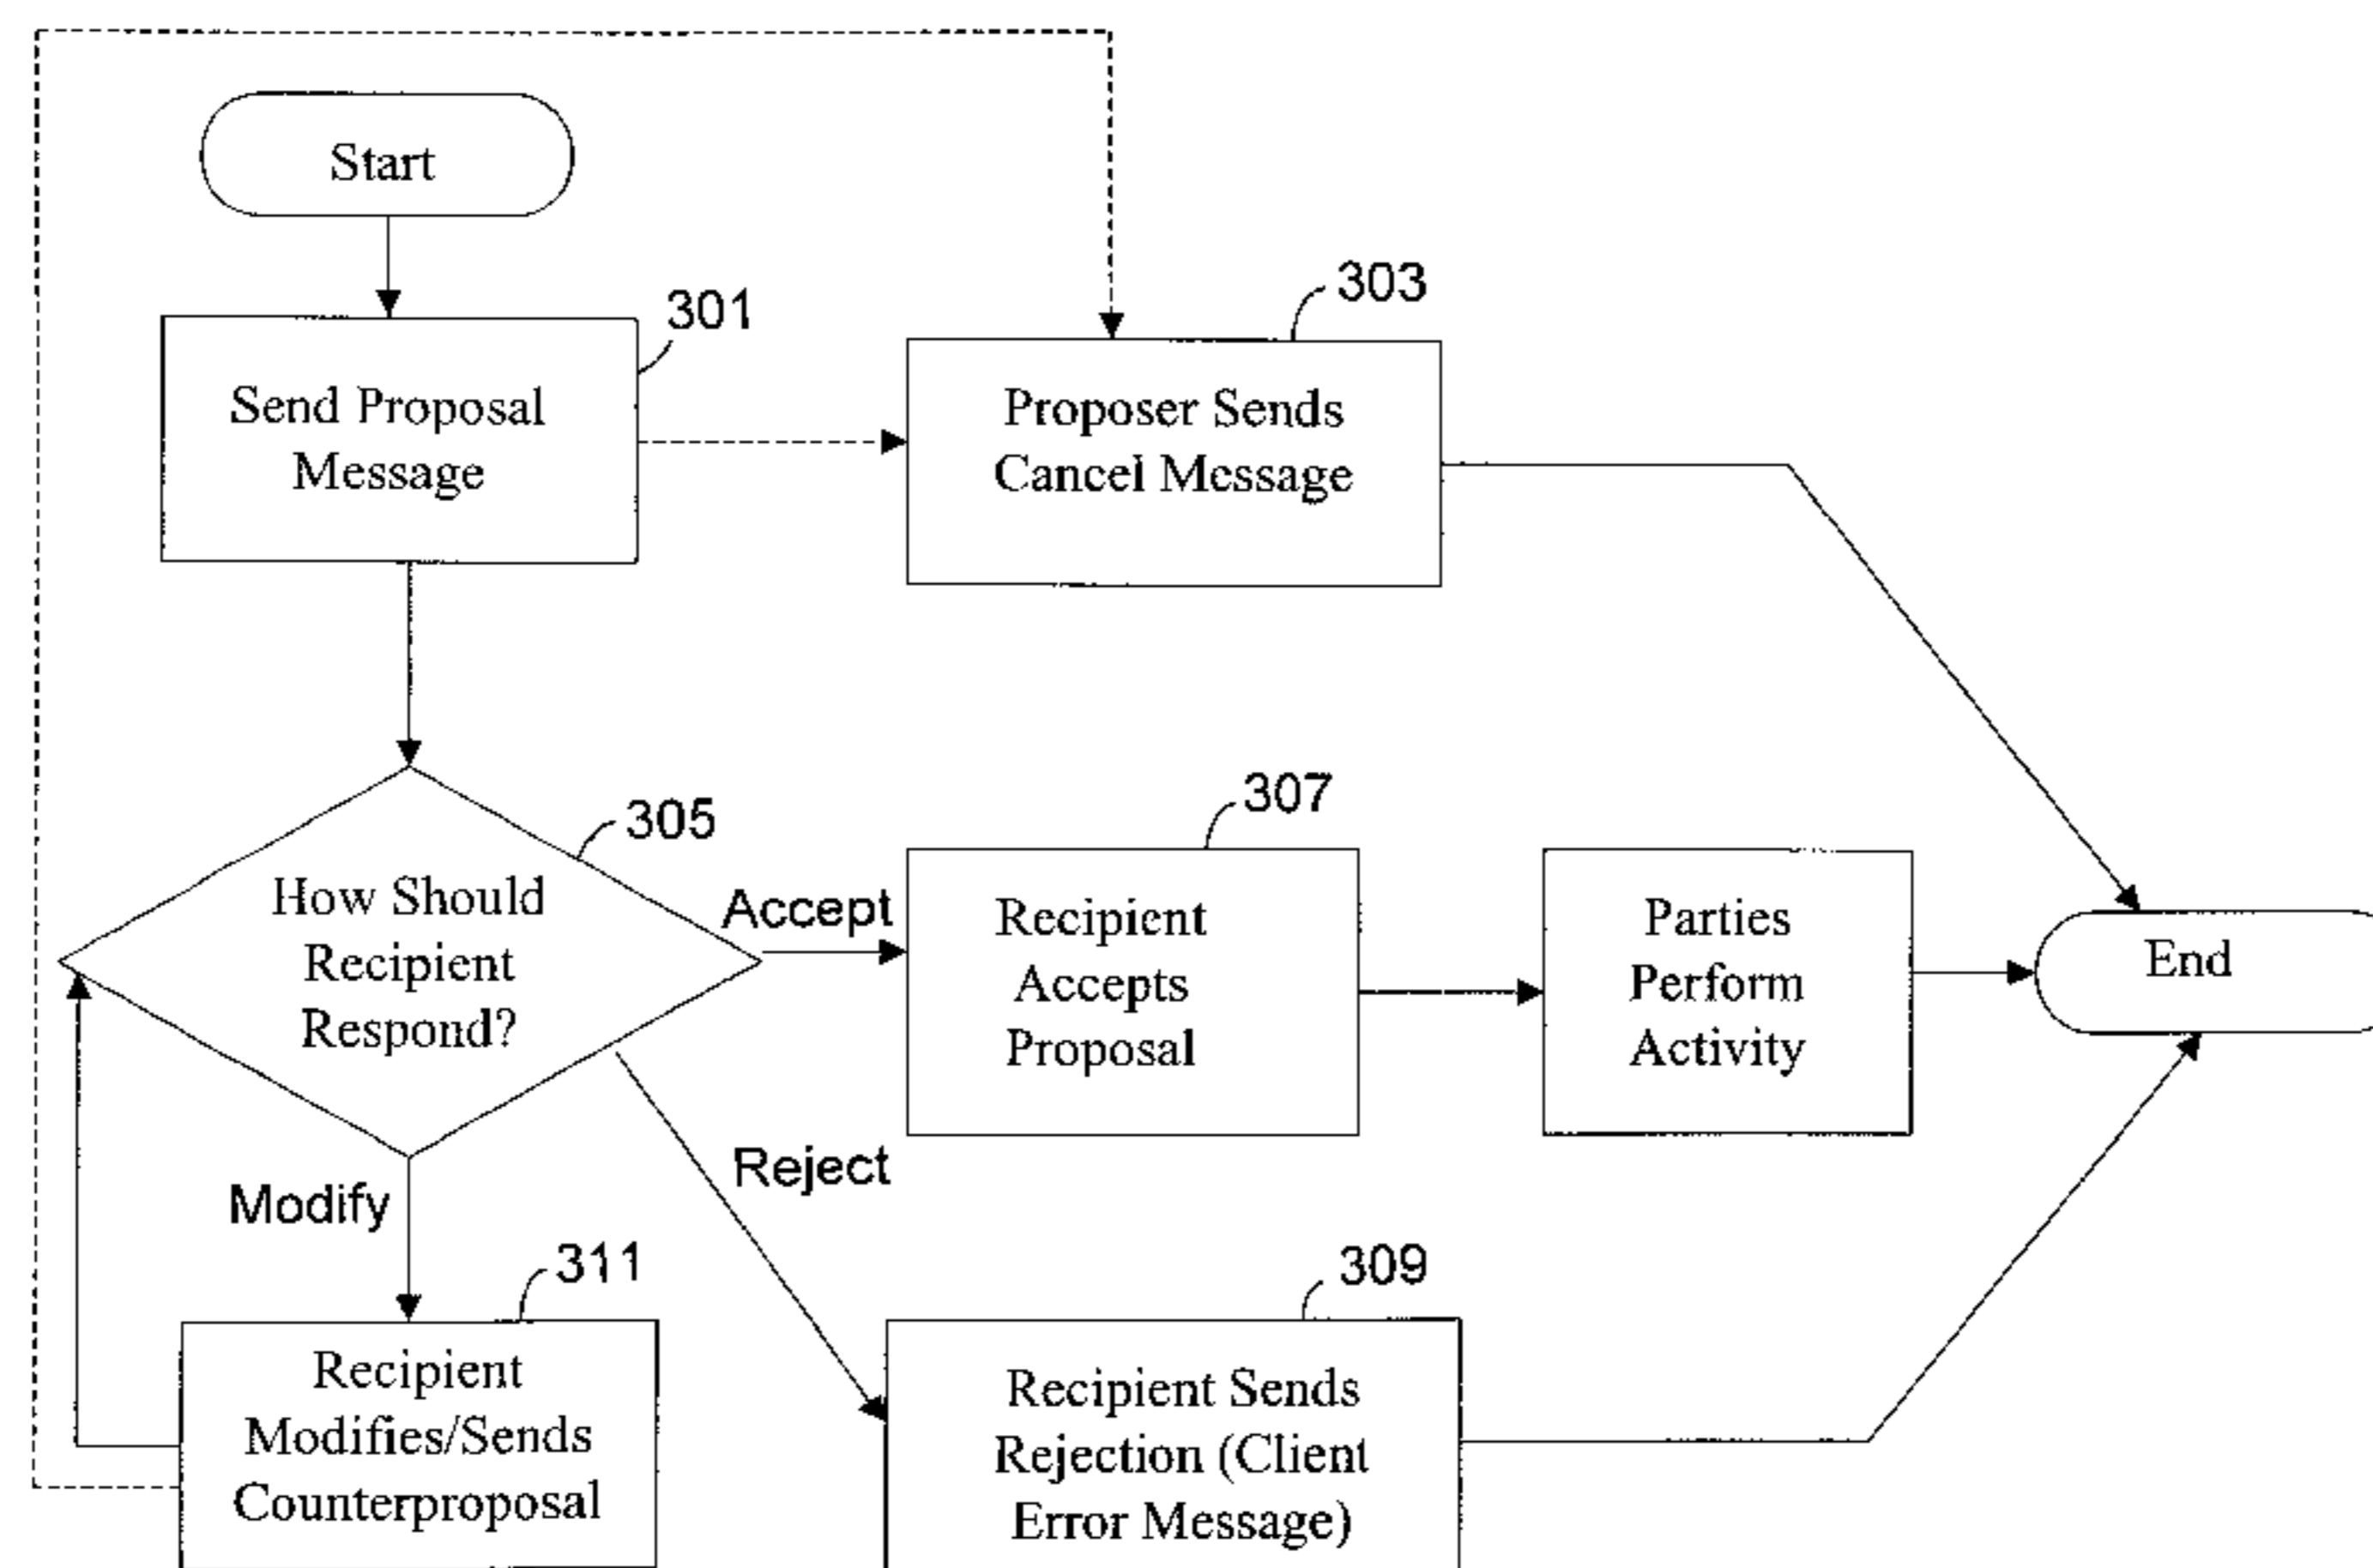 Start
301
303
Send Proposal
Message
Proposer Sends
Cancel Message
305
307
How Should
Recipient
Respond?
Accept
Recipient
Accepts
Proposal
Parties
Perform
Activity
End
Reject
Modify
311
309
Recipient
Modifies/Sends
Counterproposal
Recipient Sends
Rejection (Client
Error Message)